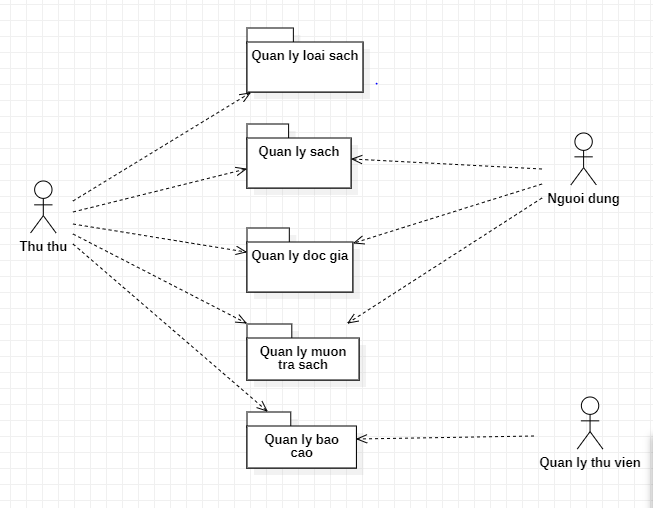 Quan ly loai sach
Quan ly sach
Thu thu
Nguoi dung
Quan ly doc gia
Quan ly muon
tra sach
Quan ly bao
cao
Quan ly thu vien